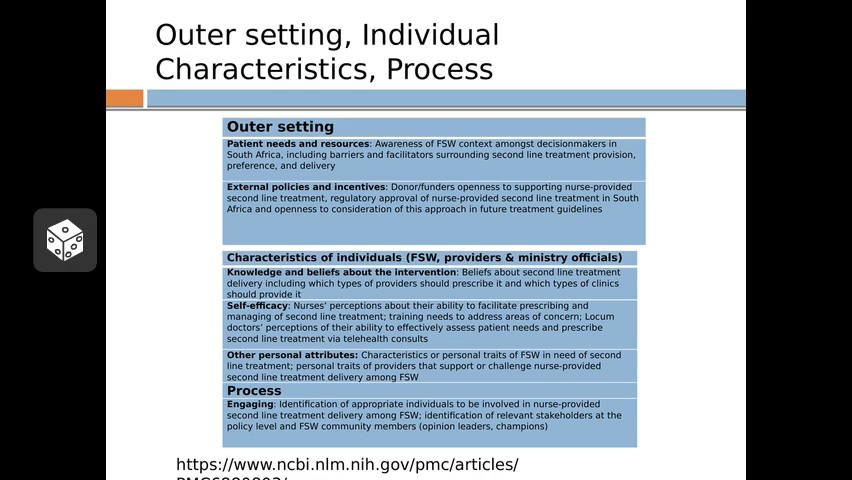 Outer setting, Individual
Characteristics, Process
Outer setting
Patient needs and resources: Awareness of FSW context amongst decisionmakers in
South Africa, including barriers and facilitators surrounding second line treatment provision,
preference, and delivery
External policies and incentives: Donor/funders openness to supporting nurse-provided
second line treatment, regulatory approval of nurse-provided second line treatment in South
Africa and openness to consideration of this approach in future treatment guidelines
Characteristics of individuals (FSW, providers & ministry officials)
Knowledge and beliefs about the intervention: Beliefs about second line treatment
delivery including which types of providers should prescribe it and which types of clinics
should provide it
Self-efficacy: Nurses’ perceptions about their ability to facilitate prescribing and
managing of second line treatment; training needs to address areas of concern; Locum
doctors’ perceptions of their ability to effectively assess patient needs and prescribe
second line treatment via telehealth consults
Other personal attributes: Characteristics or personal traits of FSW in need of second
line treatment; personal traits of providers that support or challenge nurse-provided
second line treatment delivery among FSW
Process
Engaging: Identification of appropriate individuals to be involved in nurse-provided
second line treatment delivery among FSW; identification of relevant stakeholders at the
policy level and FSW community members (opinion leaders, champions)
https://www.ncbi.nlm.nih.gov/pmc/articles/